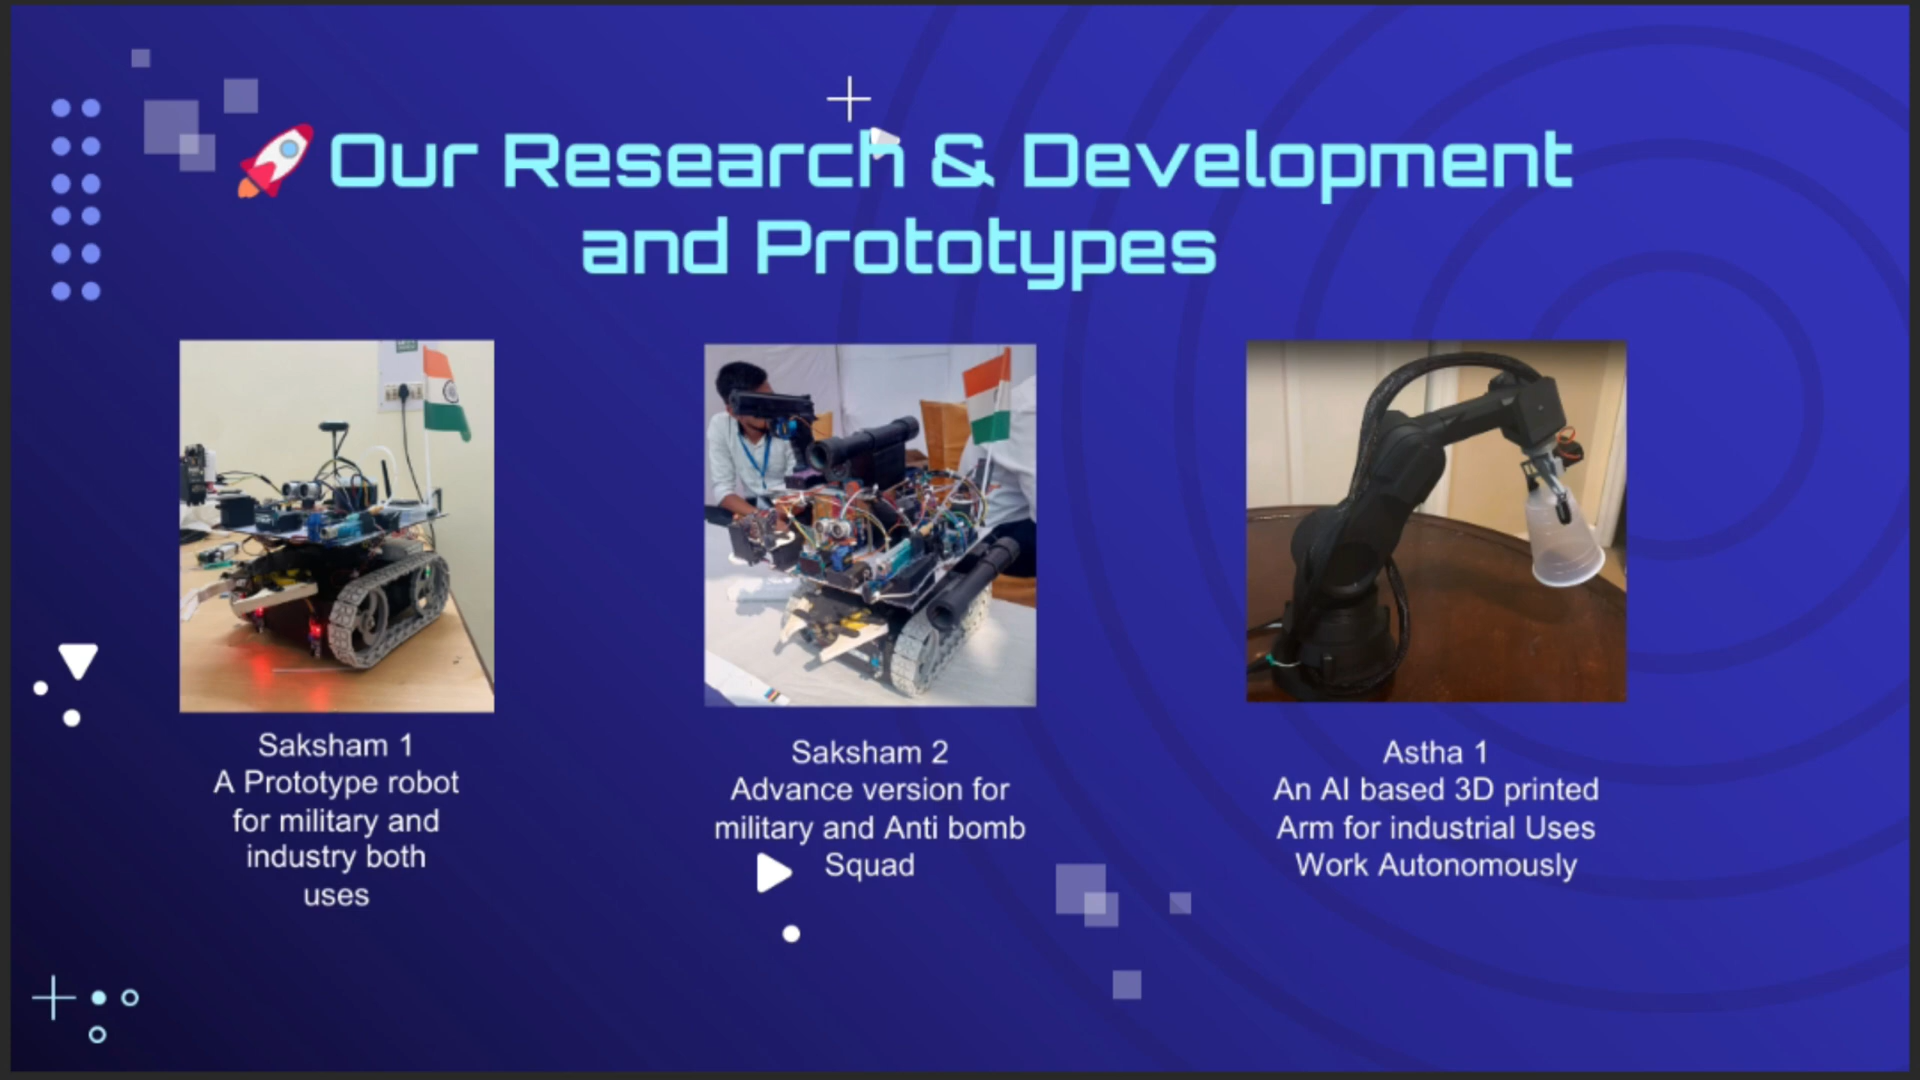 🚀Our Research & Development
and Prototypes
Saksham 1
A Prototype robot
for military and
industry both
uses
Saksham 2
Advance version for
military and Anti bomb
Squad
Astha 1
An AI based 3D printed
Arm for industrial Uses
Work Autonomously